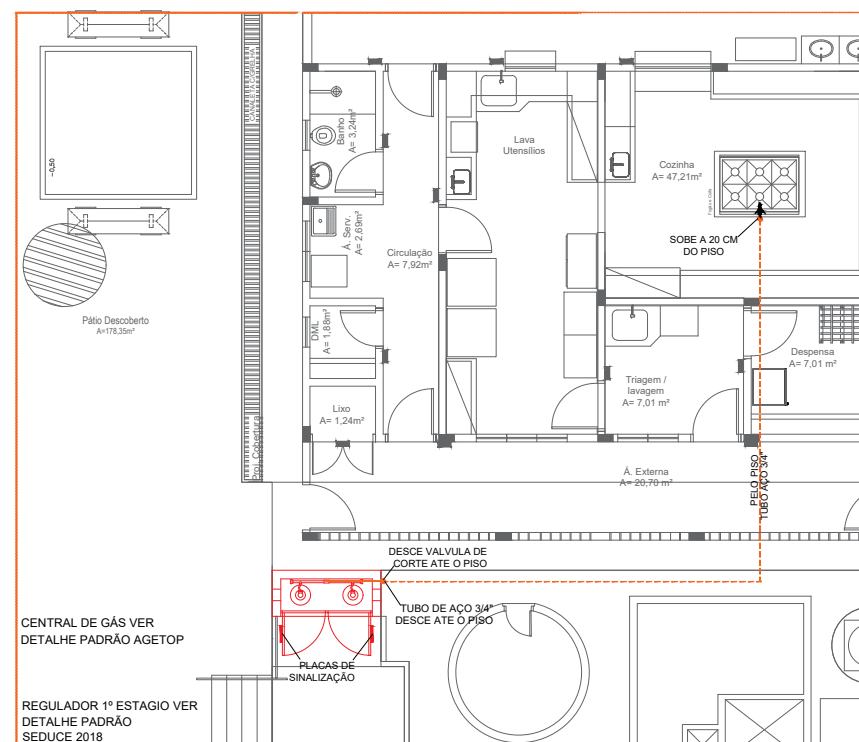 CANALETA C/GRELHA
-0,50
Banho
A= 3,24m²
Lava
Utensílios
Cozinha
A= 47,21m²
SOBE A 20 CM
DO PISO
Á. Serv.
A= 2,69m²
Circulação
A= 7,92m²
Pátio Descoberto
A=178,35m²
DML
A= 1,88m²
Despensa
A= 7,01 m²
Triagem /
lavagem
A= 7,01 m²
Lixo
A= 1,24m²
Proj. Cobertura
Á. Externa
A= 20,70 m²
PELO PISO
TUBO AÇO 3/4"
DESCE VALVULA DE
CORTE ATE O PISO
TUBO DE AÇO 3/4"
DESCE ATE O PISO
CENTRAL DE GÁS VER
DETALHE PADRÃO AGETOP
PLACAS DE
SINALIZAÇÃO
REGULADOR 1º ESTAGIO VER
DETALHE PADRÃO
SEDUCE 2018